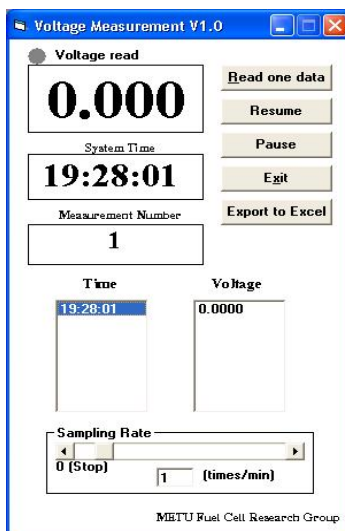 Voltage Measurement V1.0
Voltage read
0.000
System Time
19:28:01
Measurement Number
1
Read one data
Resume
Pause
Exit
Export to Excel
Time
Voltage
19:28:01
0.0000
Sampling Rate
0 (Stop)
1 (times/min)
METU Fuel Cell Research Group